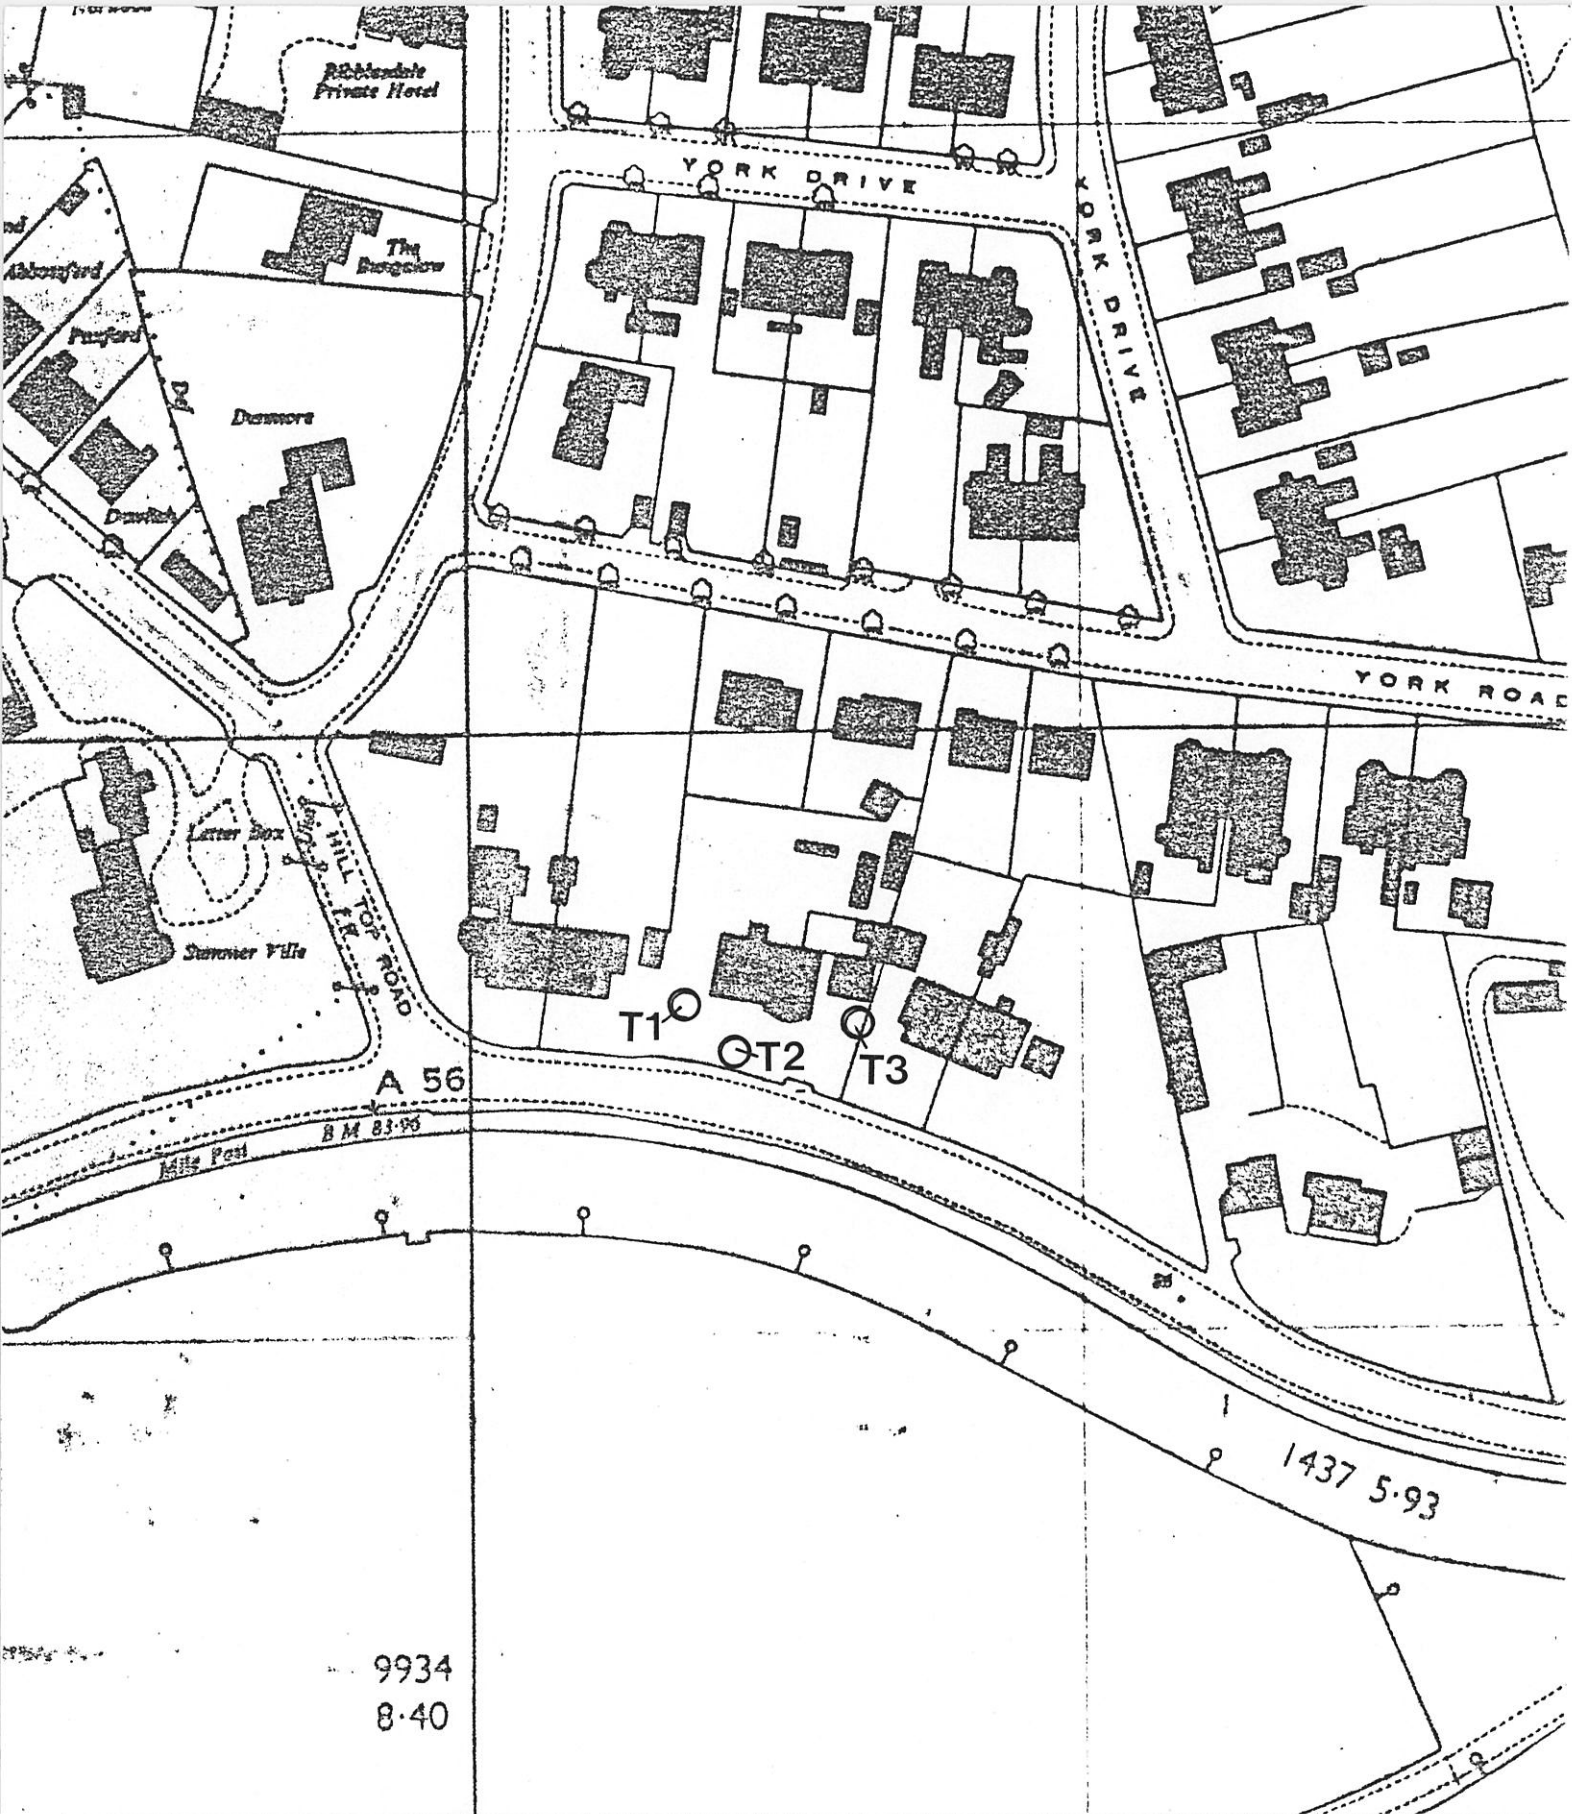 Ribblesdale
Private Hotel
YORK DRIVE
YORK DRIVE
The
Bungalow
Abbotsford
Dunmore
YORK ROAD
Letter Box
HILL TOP ROAD
Summer Ville
T1
T2
T3
A 56
B M 83·96
Mile Post
1437 5·93
9934
8·40